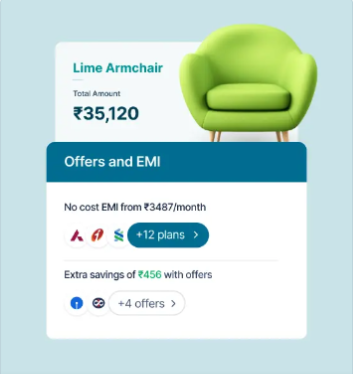 Lime Armchair
Total Amount
₹35,120
Offers and EMI
No cost EMI from ₹3487/month
+12 plans >
Extra savings of ₹456 with offers
+4 offers >